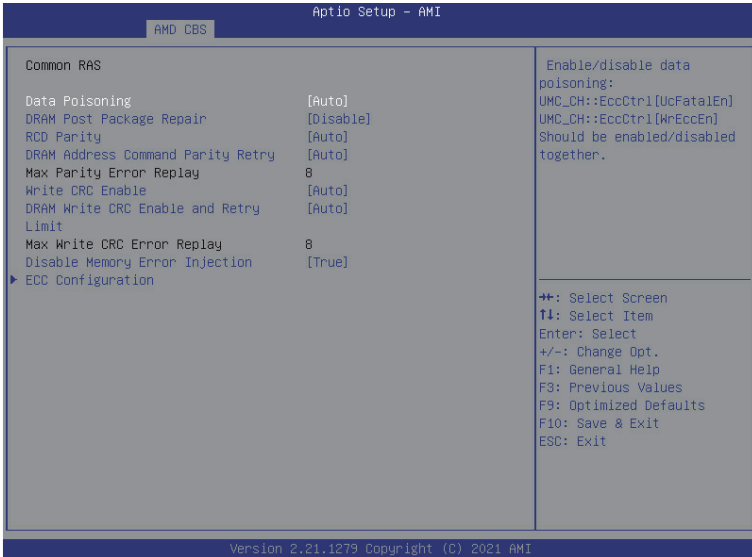 Aptio Setup – AMI
AMD CBS
Common RAS
Data Poisoning [Auto]
DRAM Post Package Repair [Disable]
RCD Parity [Auto]
DRAM Address Command Parity Retry [Auto]
Max Parity Error Replay 8
Write CRC Enable [Auto]
DRAM Write CRC Enable and Retry [Auto]
Limit
Max Write CRC Error Replay 8
Disable Memory Error Injection [True]
ECC Configuration
Enable/disable data
poisoning:
UMC_CH::EccCtrl[UcFatalEn]
UMC_CH::EccCtrl[WrEccEn]
Should be enabled/disabled
together.
→←: Select Screen
↑↓: Select Item
Enter: Select
+/-: Change Opt.
F1: General Help
F3: Previous Values
F9: Optimized Defaults
F10: Save & Exit
ESC: Exit
Version 2.21.1279 Copyright (C) 2021 AMI